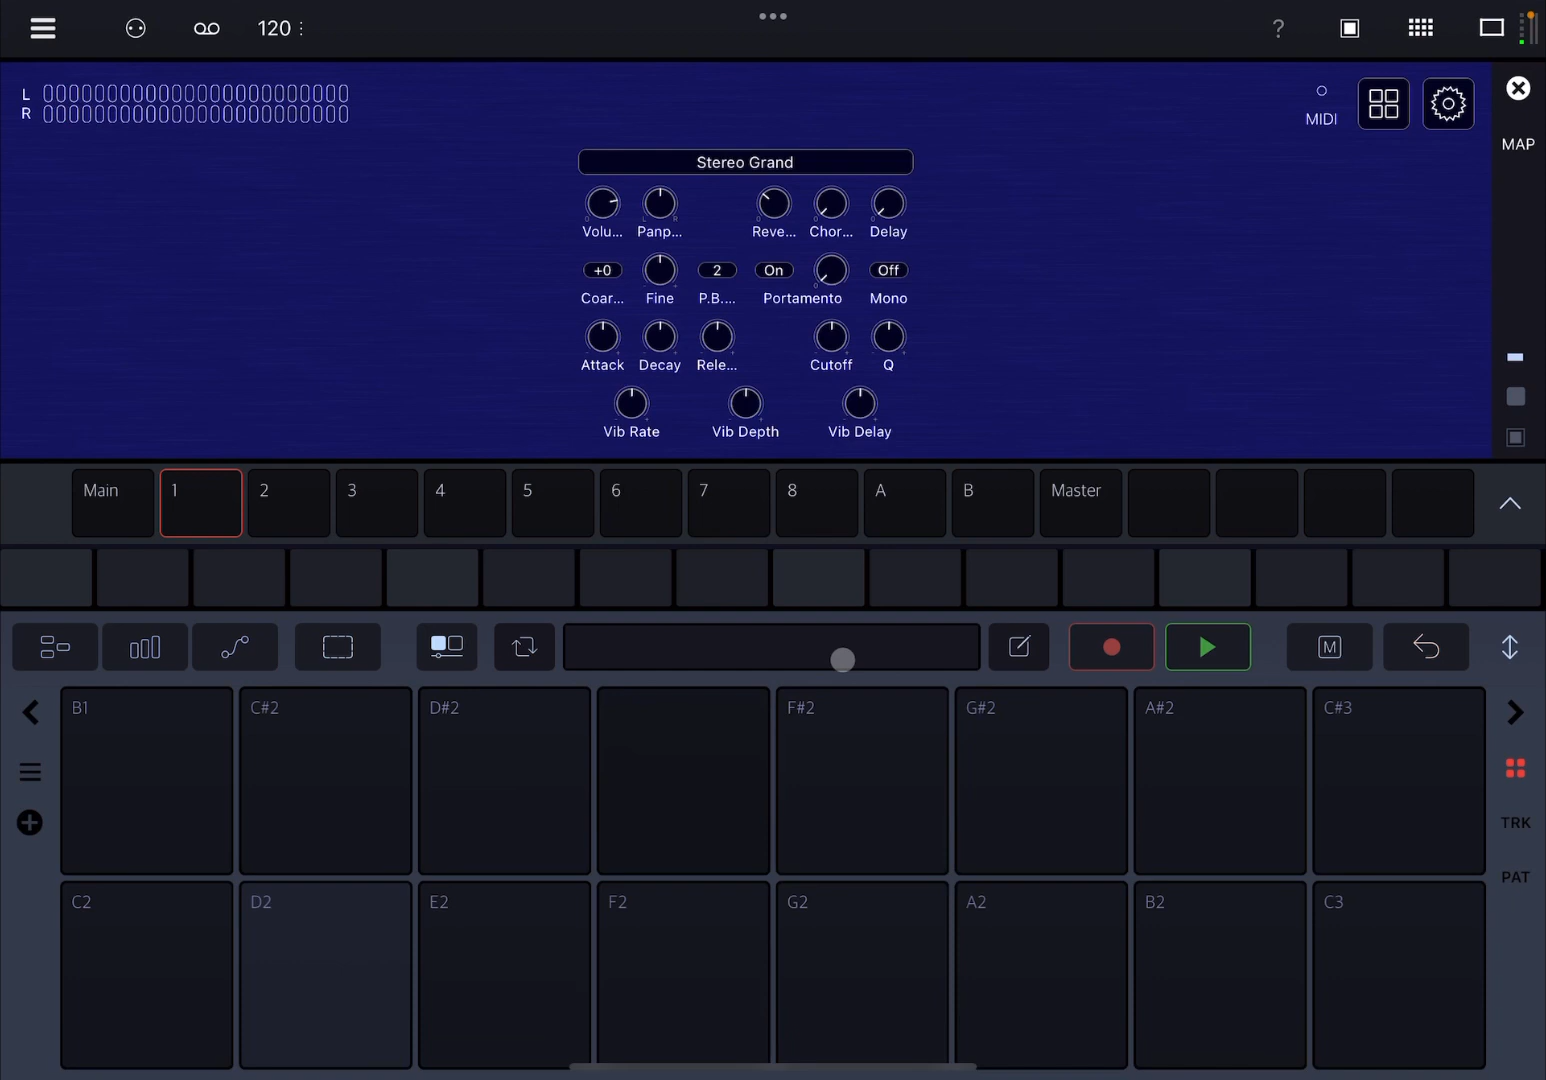 120
?
L
R
MIDI
MAP
Stereo Grand
Volu... Panp... Reve... Chor... Delay
+0 2 On Off
Coar... Fine P.B.... Portamento Mono
Attack Decay Rele... Cutoff Q
Vib Rate Vib Depth Vib Delay
Main 1 2 3 4 5 6 7 8 A B Master
M
B1 C#2 D#2 F#2 G#2 A#2 C#3
TRK
PAT
C2 D2 E2 F2 G2 A2 B2 C3